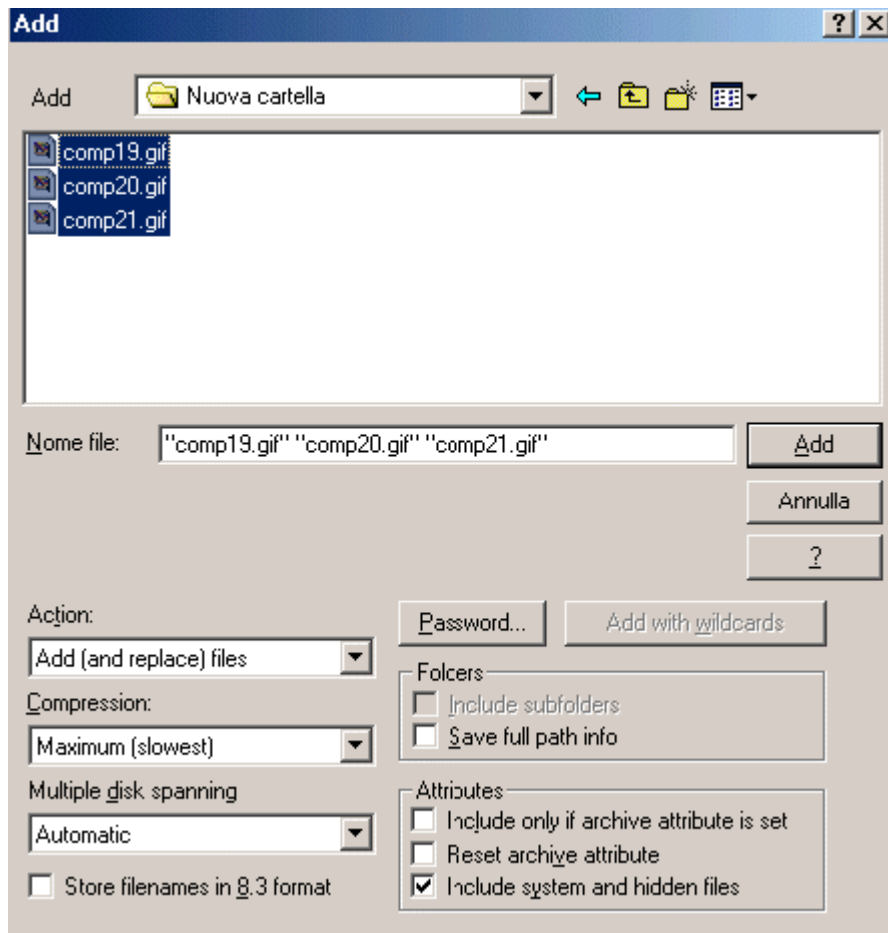 Add
Add
Nuova cartella
comp19.gif
comp20.gif
comp21.gif
Nome file:
"comp19.gif" "comp20.gif" "comp21.gif"
Add
Annulla
?
Action:
Add (and replace) files
Compression:
Maximum (slowest)
Multiple disk spanning
Automatic
Store filenames in 8.3 format
Password...
Add with wildcards
Folcers
Include subfolders
Save full path info
Attributes
Include only if archive attribute is set
Reset archive attribute
Include system and hidden files